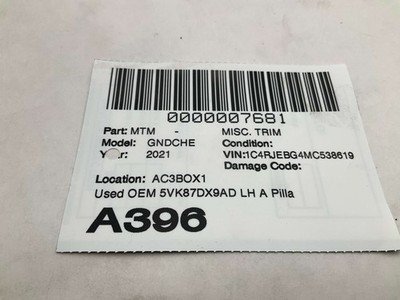 0000007681
Part: MTM - MISC. TRIM
Model: GNDCHE Condition:
Year: 2021 VIN:1C4RJEBG4MC538619
Damage Code:
Location: AC3BOX1
Used OEM 5VK87DX9AD LH A Pilla
A396